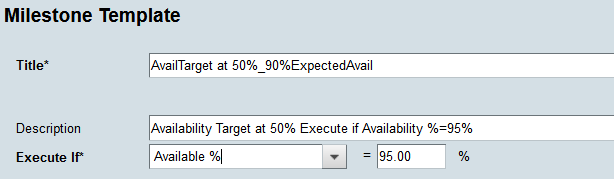 Milestone Template
Title* AvailTarget at 50%_90%ExpectedAvail
Description Availability Target at 50% Execute if Availability %=95%
Execute If* Available % = 95.00 %